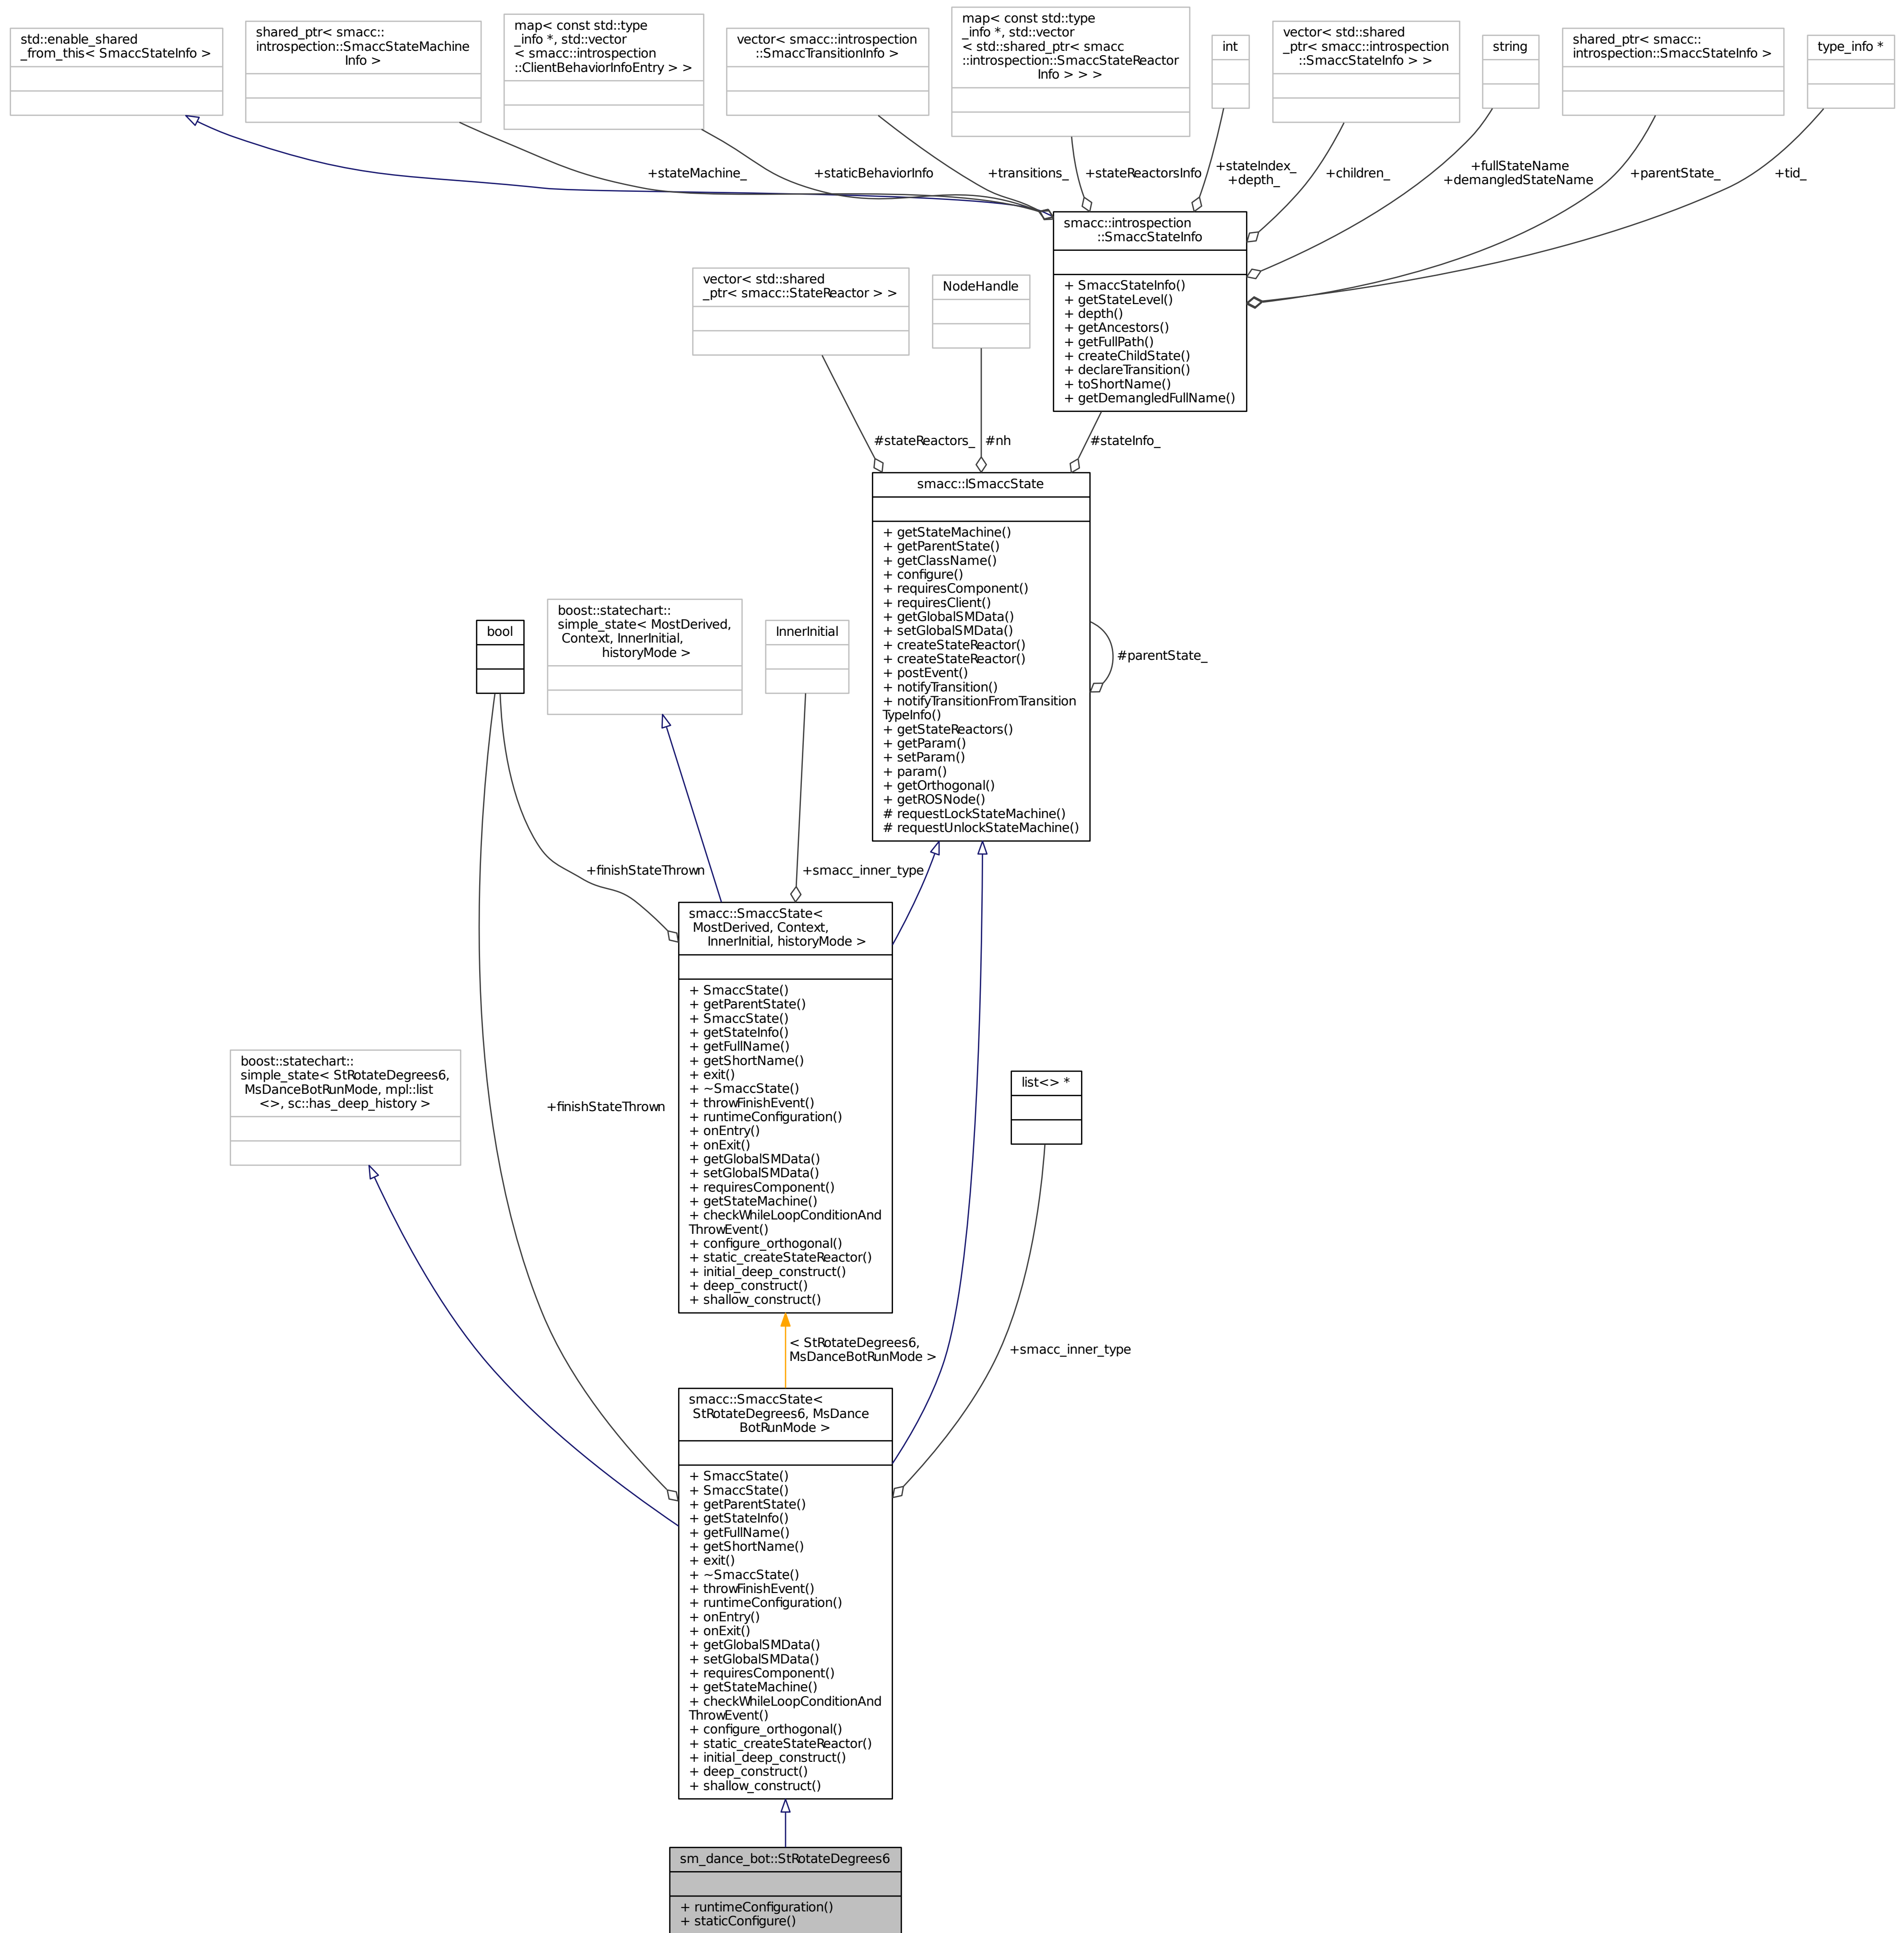 std::enable_shared
_from_this< SmaccStateInfo >
shared_ptr< smacc::
introspection::SmaccStateMachine
Info >
map< const std::type
_info *, std::vector
< smacc::introspection
::ClientBehaviorInfoEntry > >
vector< smacc::introspection
::SmaccTransitionInfo >
map< const std::type
_info *, std::vector
< std::shared_ptr< smacc
::introspection::SmaccStateReactor
Info > > >
int
vector< std::shared
_ptr< smacc::introspection
::SmaccStateInfo > >
string
shared_ptr< smacc::
introspection::SmaccStateInfo >
type_info *
+stateMachine_
+staticBehaviorInfo
+transitions_
+stateReactorsInfo
+stateIndex_
+depth_
+children_
+fullStateName
+demangledStateName
+parentState_
+tid_
smacc::introspection
::SmaccStateInfo
+ SmaccStateInfo()
+ getStateLevel()
+ depth()
+ getAncestors()
+ getFullPath()
+ createChildState()
+ declareTransition()
+ toShortName()
+ getDemangledFullName()
vector< std::shared
_ptr< smacc::StateReactor > >
NodeHandle
#stateReactors_
#nh
#stateInfo_
smacc::ISmaccState
+ getStateMachine()
+ getParentState()
+ getClassName()
+ configure()
+ requiresComponent()
+ requiresClient()
+ getGlobalSMData()
+ setGlobalSMData()
+ createStateReactor()
+ createStateReactor()
+ postEvent()
+ notifyTransition()
+ notifyTransitionFromTransition
TypeInfo()
+ getStateReactors()
+ getParam()
+ setParam()
+ param()
+ getOrthogonal()
+ getROSNode()
# requestLockStateMachine()
# requestUnlockStateMachine()
#parentState_
bool
boost::statechart::
simple_state< MostDerived,
Context, InnerInitial,
historyMode >
InnerInitial
+finishStateThrown
+smacc_inner_type
smacc::SmaccState<
MostDerived, Context,
InnerInitial, historyMode >
+ SmaccState()
+ getParentState()
+ SmaccState()
+ getStateInfo()
+ getFullName()
+ getShortName()
+ exit()
+ ~SmaccState()
+ throwFinishEvent()
+ runtimeConfiguration()
+ onEntry()
+ onExit()
+ getGlobalSMData()
+ setGlobalSMData()
+ requiresComponent()
+ getStateMachine()
+ checkWhileLoopConditionAnd
ThrowEvent()
+ configure_orthogonal()
+ static_createStateReactor()
+ initial_deep_construct()
+ deep_construct()
+ shallow_construct()
boost::statechart::
simple_state< StRotateDegrees6,
MsDanceBotRunMode, mpl::list
<>, sc::has_deep_history >
+finishStateThrown
list<> *
< StRotateDegrees6,
MsDanceBotRunMode >
+smacc_inner_type
smacc::SmaccState<
StRotateDegrees6, MsDance
BotRunMode >
+ SmaccState()
+ SmaccState()
+ getParentState()
+ getStateInfo()
+ getFullName()
+ getShortName()
+ exit()
+ ~SmaccState()
+ throwFinishEvent()
+ runtimeConfiguration()
+ onEntry()
+ onExit()
+ getGlobalSMData()
+ setGlobalSMData()
+ requiresComponent()
+ getStateMachine()
+ checkWhileLoopConditionAnd
ThrowEvent()
+ configure_orthogonal()
+ static_createStateReactor()
+ initial_deep_construct()
+ deep_construct()
+ shallow_construct()
sm_dance_bot::StRotateDegrees6
+ runtimeConfiguration()
+ staticConfigure()